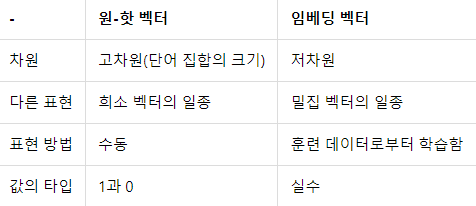 - 원-핫 벡터 임베딩 벡터
차원 고차원(단어 집합의 크기) 저차원
다른 표현 희소 벡터의 일종 밀집 벡터의 일종
표현 방법 수동 훈련 데이터로부터 학습함
값의 타입 1과 0 실수